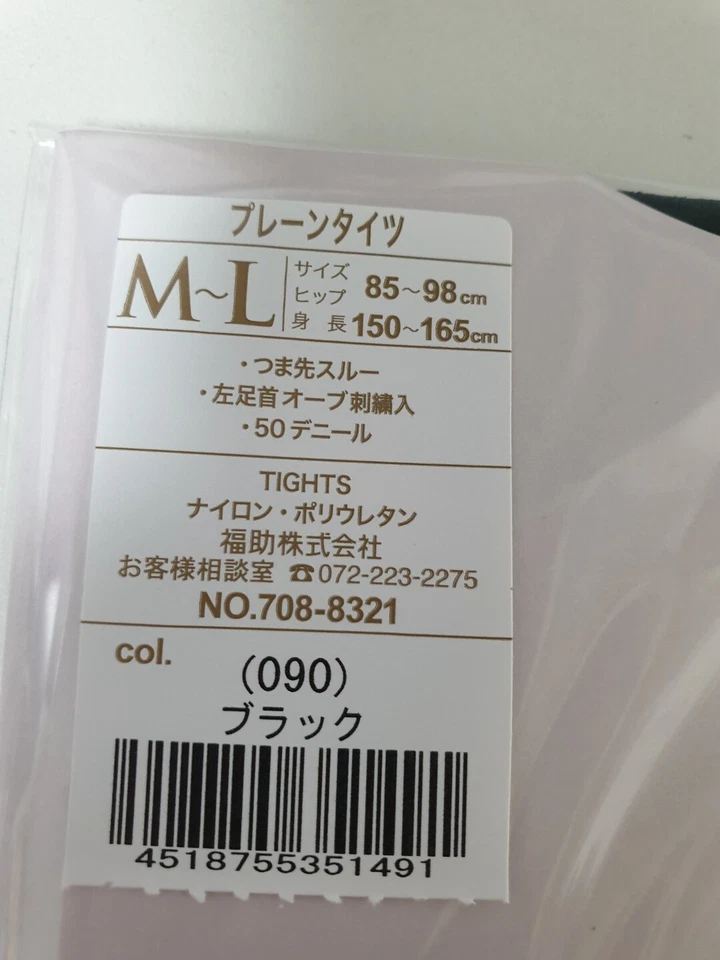 プレーンタイツ
M~L
サイズ
ヒップ 85~98cm
身 長 150~165cm
・つま先スルー
・左足首オーブ刺繍入
・50デニール
TIGHTS
ナイロン・ポリウレタン
福助株式会社
お客様相談室 ☎072-223-2275
NO.708-8321
col.
(090)
ブラック
4518755351491